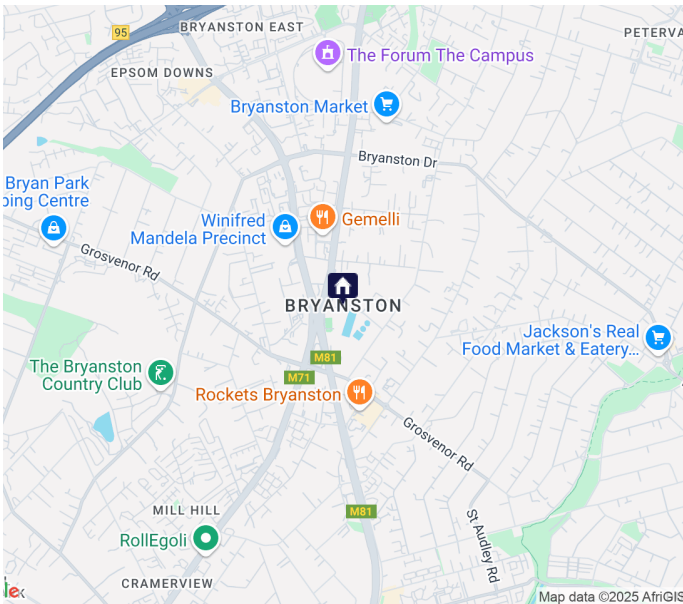 BRYANSTON EAST
PETERVA
95
The Forum The Campus
EPSOM DOWNS
Bryanston Market
Bryanston Dr
Bryan Park
ping Centre
Winifred
Mandela Precinct
Gemelli
Grosvenor Rd
BRYANSTON
Jackson's Real
Food Market & Eatery...
M81
The Bryanston
Country Club
M71
Rockets Bryanston
Grosvenor Rd
MILL HILL
M81
St Audley Rd
RollEgoli
CRAMERVIEW
Map data ©2025 AfriGIS